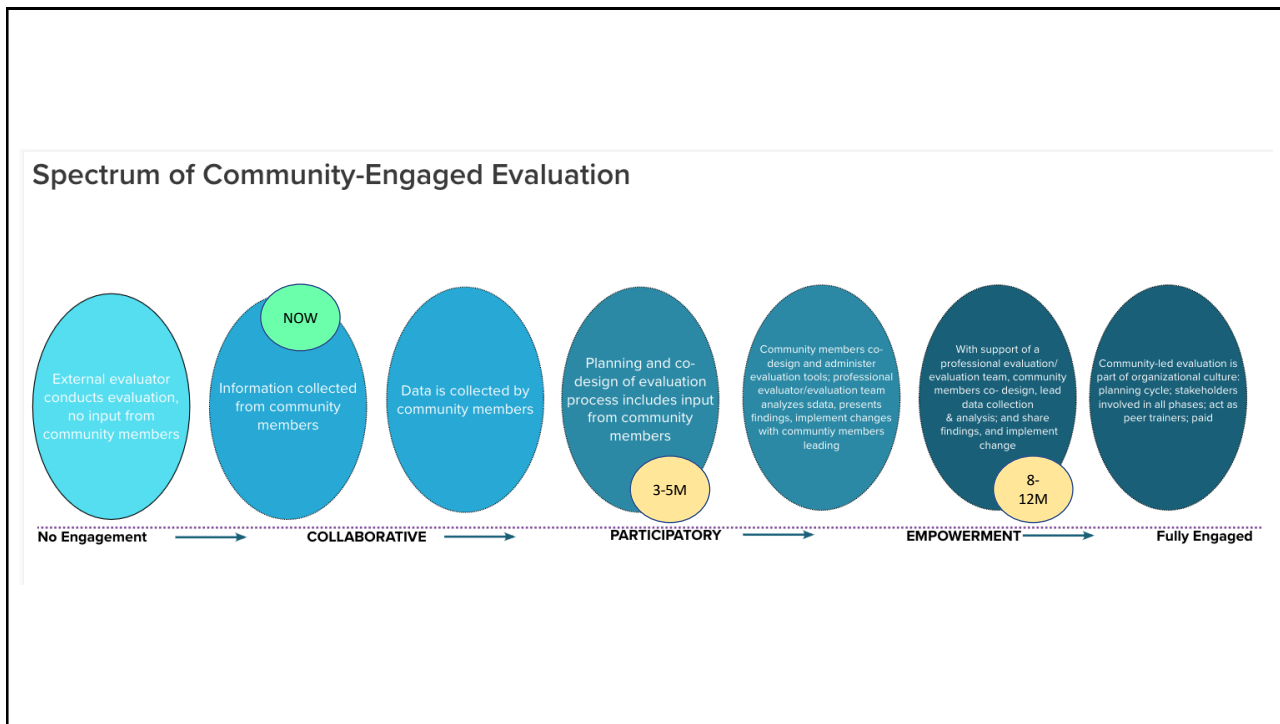 Spectrum of Community-Engaged Evaluation
External evaluator
conducts evaluation,
no input from
community members
NOW
Information collected
from community
members
Data is collected by
community members
Planning and co-
design of evaluation
process includes input
from community
members
3-5M
Community members co-
design and administer
evaluation tools; professional
evaluator/evaluation team
analyzes sdata, presents
findings, implement changes
with communtiy members
leading
With support of a
professional evaluation/
evaluation team, community
members co- design, lead
data collection
& analysis; and share
findings, and implement
change
8-
12M
Community-led evaluation is
part of organizational culture:
planning cycle; stakeholders
involved in all phases; act as
peer trainers; paid
No Engagement
COLLABORATIVE
PARTICIPATORY
EMPOWERMENT
Fully Engaged